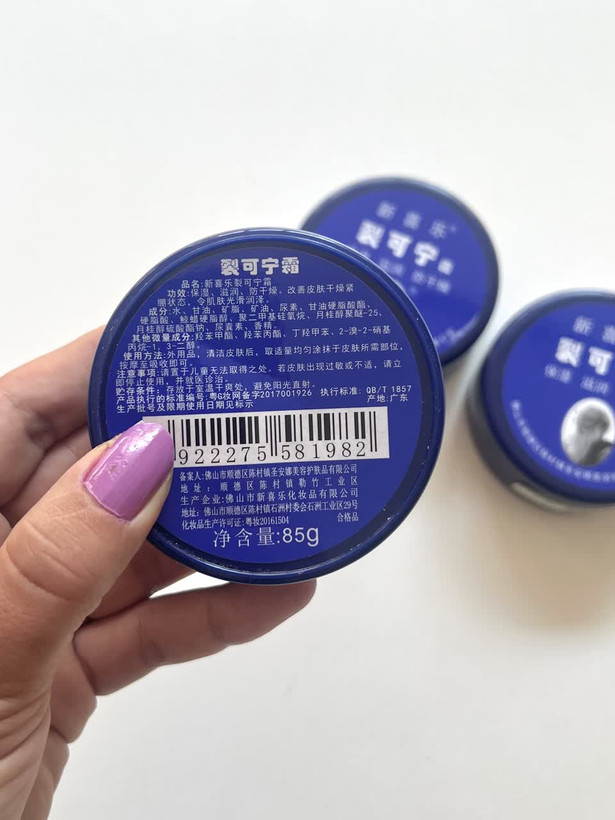 裂可宁霜
品名:新喜乐裂可宁霜
功效:保湿、滋润、防干燥、改善皮肤干燥紧
绷状态、令肌肤光滑润泽。
成分:水、甘油、矿脂、矿油、尿素、甘油硬脂酸酯、
硬脂酸、鲸蜡硬脂醇、聚二甲基硅氧烷、月桂醇聚醚-25、
月桂醇硫酸酯钠、尿囊素、香精。
其他微量成分:羟苯甲酯、羟苯丙酯、丁羟甲苯、2-溴-2-硝基
丙烷-1，3-二醇。
使用方法:外用品，清洁皮肤后，取适量均匀涂抹于皮肤所需部位，
按摩至吸收即可。
注意事项:请置于儿童无法取得之处。若皮肤出现过敏或不适，请立
即停止使用，并就医诊治。
贮存条件:存放于室温干爽处，避免阳光直射。
产品执行的标准编号:粤G妆网备字2017001926 执行标准:QB/T 1857
生产批号及限期使用日期见标示 产地:广东
922275 581982
备案人:佛山市顺德区陈村镇圣安娜美容护肤品有限公司
地址:顺德区陈村镇勒竹工业区
生产企业:佛山市新喜乐化妆品有限公司
地址:佛山市顺德区陈村镇石洲村委会石洲工业区29号
化妆品生产许可证:粤妆20161504 合格品
净含量:85g
新喜乐
裂可宁霜
保湿 滋润 防干燥
新喜
裂可
保湿 滋润